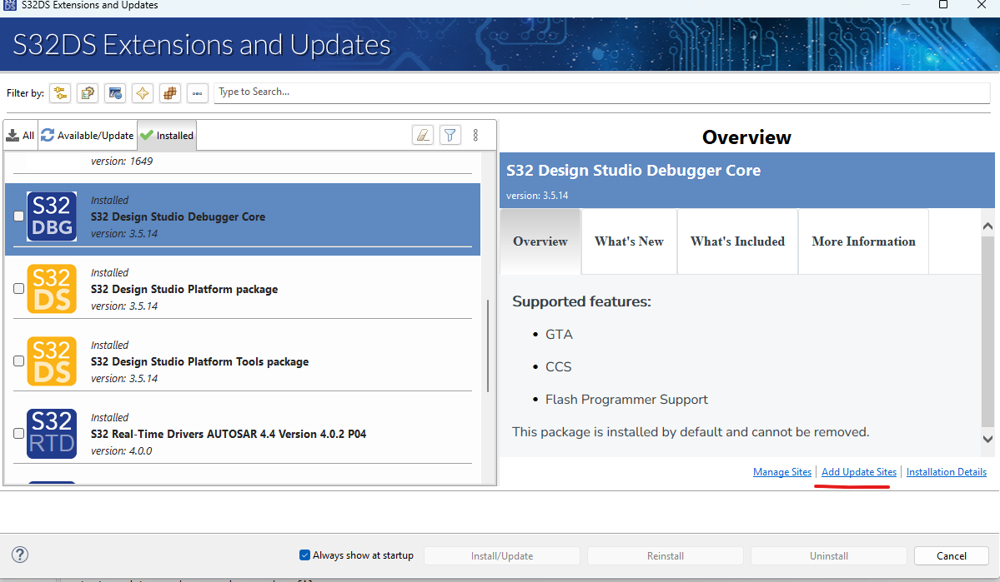 S32DS Extensions and Updates
S32DS Extensions and Updates
Filter by:
Type to Search...
All
Available/Update
Installed
version: 1649
S32
DBG
Installed
S32 Design Studio Debugger Core
version: 3.5.14
S32
DS
Installed
S32 Design Studio Platform package
version: 3.5.14
S32
DS
Installed
S32 Design Studio Platform Tools package
version: 3.5.14
S32
RTD
Installed
S32 Real-Time Drivers AUTOSAR 4.4 Version 4.0.2 P04
version: 4.0.0
Overview
S32 Design Studio Debugger Core
version: 3.5.14
Overview
What's New
What's Included
More Information
Supported features:
• GTA
• CCS
• Flash Programmer Support
This package is installed by default and cannot be removed.
Manage Sites
Add Update Sites
Installation Details
Always show at startup
Install/Update
Reinstall
Uninstall
Cancel